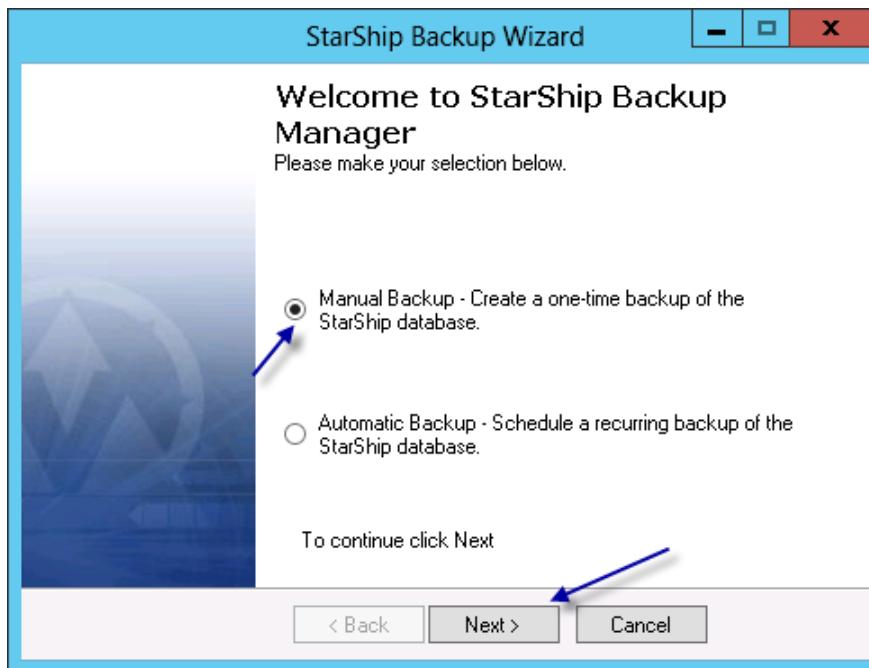 StarShip Backup Wizard
Welcome to StarShip Backup
Manager
Please make your selection below.
Manual Backup - Create a one-time backup of the
StarShip database.
Automatic Backup - Schedule a recurring backup of the
StarShip database.
To continue click Next
< Back
Next >
Cancel